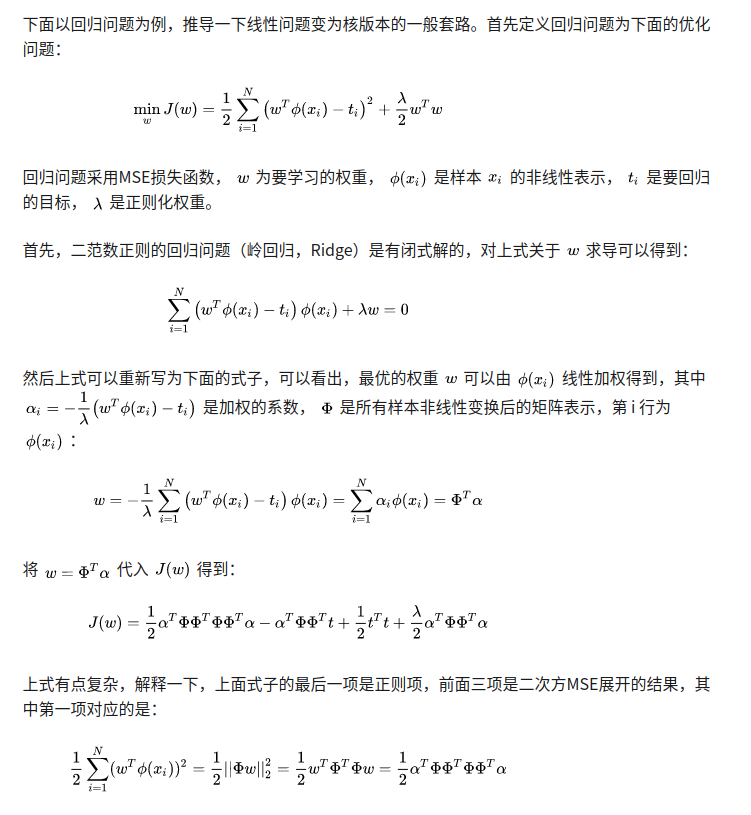 下面以回归问题为例，推导一下线性问题变为核版本的一般套路。首先定义回归问题为下面的优化
问题：
$\min_{w} J(w) = \frac{1}{2} \sum_{i=1}^{N} \left( w^T \phi(x_i) - t_i \right)^2 + \frac{\lambda}{2} w^T w$
回归问题采用MSE损失函数， $w$ 为要学习的权重， $\phi(x_i)$ 是样本 $x_i$ 的非线性表示， $t_i$ 是要回归
的目标， $\lambda$ 是正则化权重。
首先，二范数正则的回归问题（岭回归，Ridge）是有闭式解的，对上式关于 $w$ 求导可以得到：
$\sum_{i=1}^{N} \left( w^T \phi(x_i) - t_i \right) \phi(x_i) + \lambda w = 0$
然后上式可以重新写为下面的式子，可以看出，最优的权重 $w$ 可以由 $\phi(x_i)$ 线性加权得到，其中
$\alpha_i = -\frac{1}{\lambda} \left( w^T \phi(x_i) - t_i \right)$ 是加权的系数， $\mathbf{\Phi}$ 是所有样本非线性变换后的矩阵表示，第 i 行为
$\phi(x_i)$ ：
$w = -\frac{1}{\lambda} \sum_{i=1}^{N} \left( w^T \phi(x_i) - t_i \right) \phi(x_i) = \sum_{i=1}^{N} \alpha_i \phi(x_i) = \mathbf{\Phi}^T \alpha$
将 $w = \mathbf{\Phi}^T \alpha$ 代入 $J(w)$ 得到：
$J(w) = \frac{1}{2} \alpha^T \mathbf{\Phi} \mathbf{\Phi}^T \mathbf{\Phi} \mathbf{\Phi}^T \alpha - \alpha^T \mathbf{\Phi} \mathbf{\Phi}^T t + \frac{1}{2} t^T t + \frac{\lambda}{2} \alpha^T \mathbf{\Phi} \mathbf{\Phi}^T \alpha$
上式有点复杂，解释一下，上面式子的最后一项是正则项，前面三项是二次方MSE展开的结果，其
中第一项对应的是：
$\frac{1}{2} \sum_{i=1}^{N} (w^T \phi(x_i))^2 = \frac{1}{2} ||\mathbf{\Phi} w||_2^2 = \frac{1}{2} w^T \mathbf{\Phi}^T \mathbf{\Phi} w = \frac{1}{2} \alpha^T \mathbf{\Phi} \mathbf{\Phi}^T \mathbf{\Phi} \mathbf{\Phi}^T \alpha$